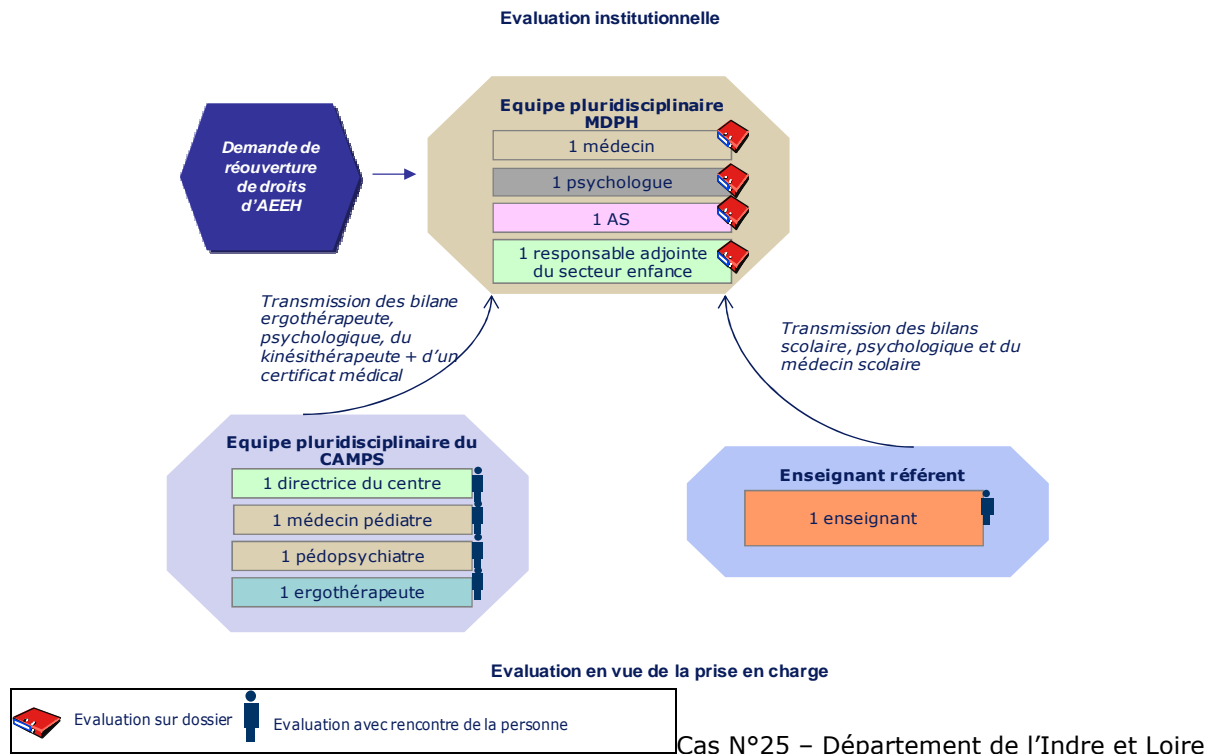 Evaluation institutionnelle
Equipe pluridisciplinaire
MDPH
1 médecin
1 psychologue
1 AS
1 responsable adjointe
du secteur enfance
Demande de
réouverture
de droits
d'AEEH
Transmission des bilane
ergothérapeute,
psychologique, du
kinésithérapeute + d'un
certificat médical
Transmission des bilans
scolaire, psychologique et du
médecin scolaire
Equipe pluridisciplinaire du
CAMPS
1 directrice du centre
1 médecin pédiatre
1 pédopsychiatre
1 ergothérapeute
Enseignant référent
1 enseignant
Evaluation en vue de la prise en charge
Evaluation sur dossier
Evaluation avec rencontre de la personne
Cas N°25 – Département de l'Indre et Loire